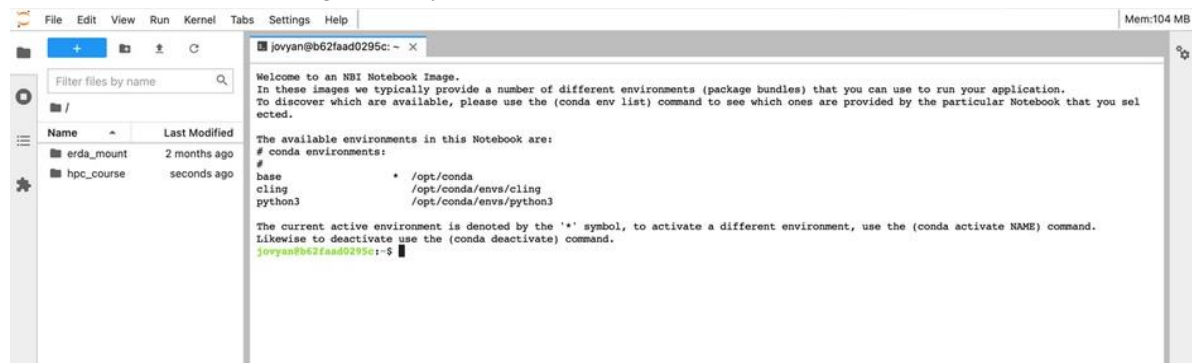 File Edit View Run Kernel Tabs Settings Help
Mem:104 MB
jovyan@b62faad0295c: ~
Filter files by name
/
Name Last Modified
erda_mount 2 months ago
hpc_course seconds ago
Welcome to an NBI Notebook Image.
In these images we typically provide a number of different environments (package bundles) that you can use to run your application.
To discover which are available, please use the (conda env list) command to see which ones are provided by the particular Notebook that you sel
ected.
The available environments in this Notebook are:
# conda environments:
#
base * /opt/conda
cling /opt/conda/envs/cling
python3 /opt/conda/envs/python3
The current active environment is denoted by the '*' symbol, to activate a different environment, use the (conda activate NAME) command.
Likewise to deactivate use the (conda deactivate) command.
jovyan@b62faad0295c:~$